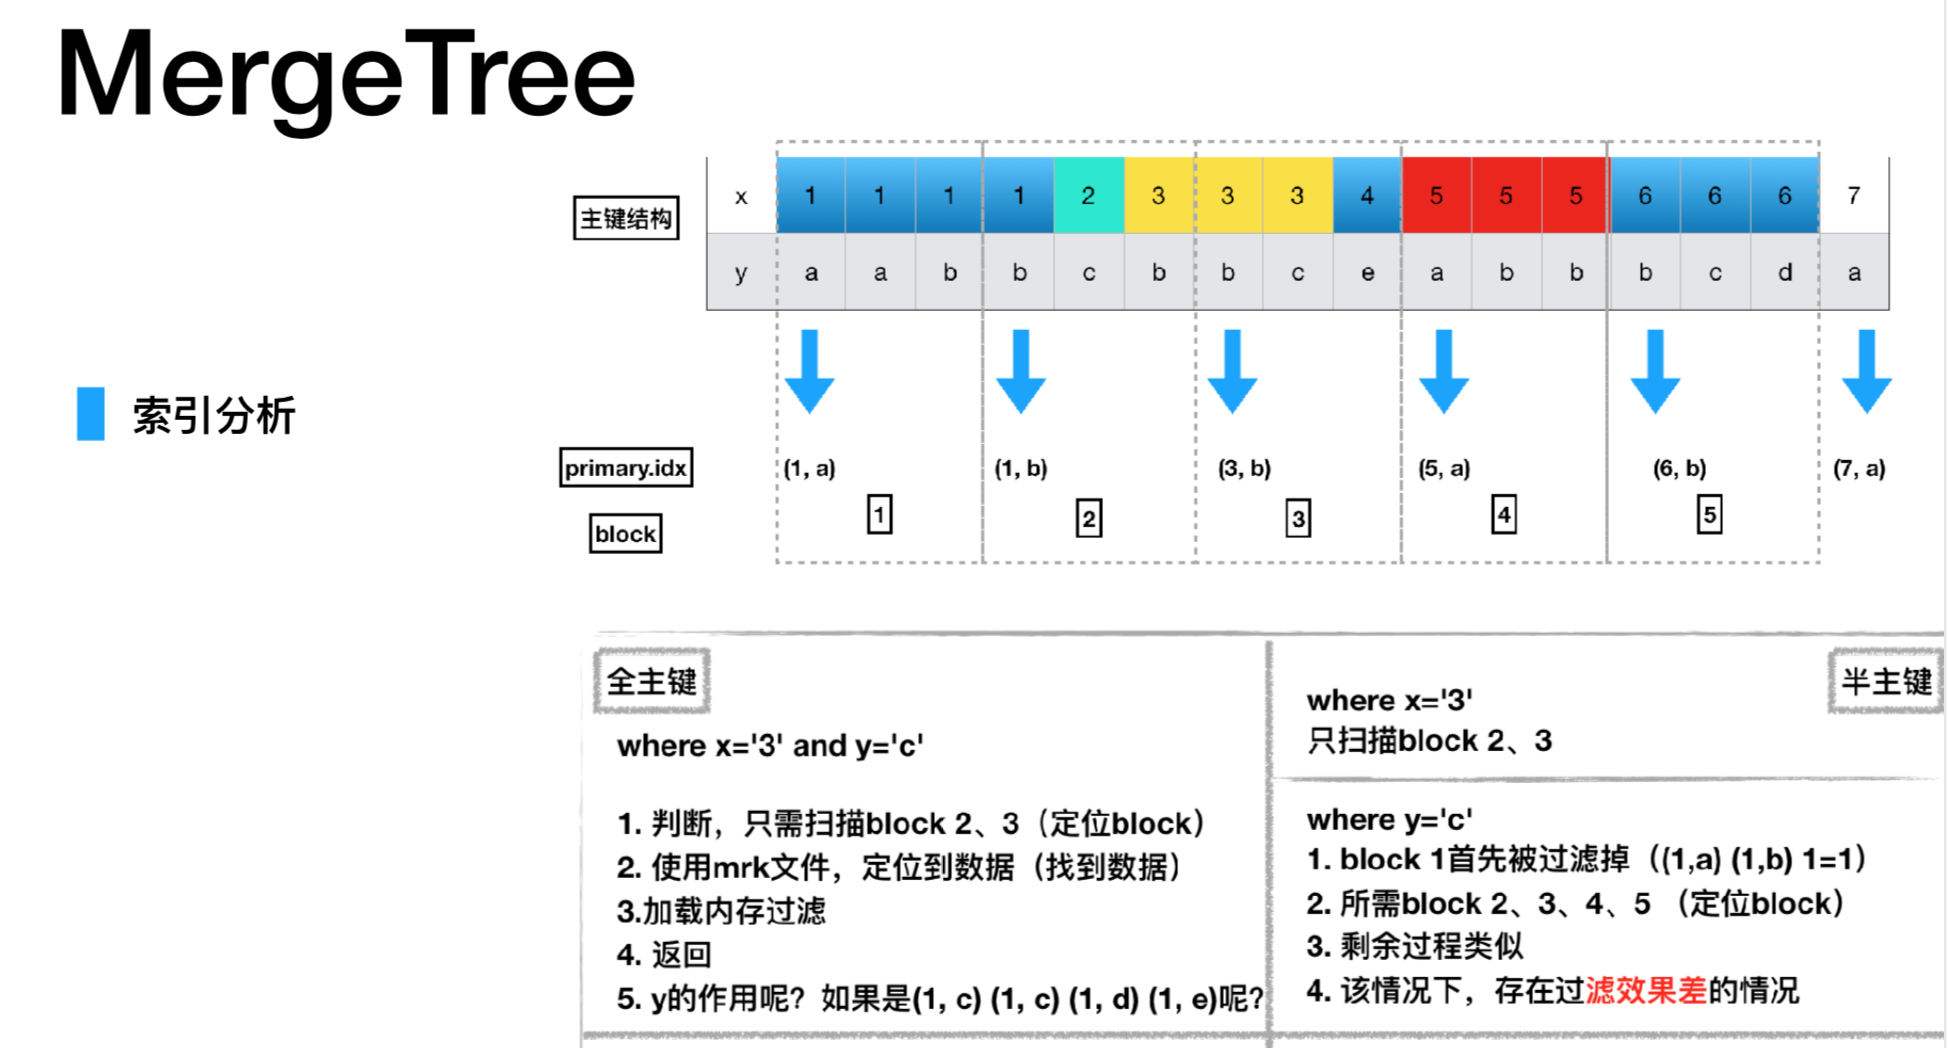 MergeTree
主键结构
x 1 1 1 1 2 3 3 3 4 5 5 5 6 6 6 7
y a a b b c b b c e a b b b c d a
索引分析
primary.idx (1, a) (1, b) (3, b) (5, a) (6, b) (7, a)
block 1 2 3 4 5
全主键
where x='3' and y='c'
1. 判断，只需扫描block 2、3（定位block）
2. 使用mrk文件，定位到数据（找到数据）
3.加载内存过滤
4. 返回
5. y的作用呢？如果是(1, c) (1, c) (1, d) (1, e)呢?
半主键
where x='3'
只扫描block 2、3
where y='c'
1. block 1首先被过滤掉（(1,a) (1,b) 1=1）
2. 所需block 2、3、4、5 （定位block）
3. 剩余过程类似
4. 该情况下，存在过滤效果差的情况